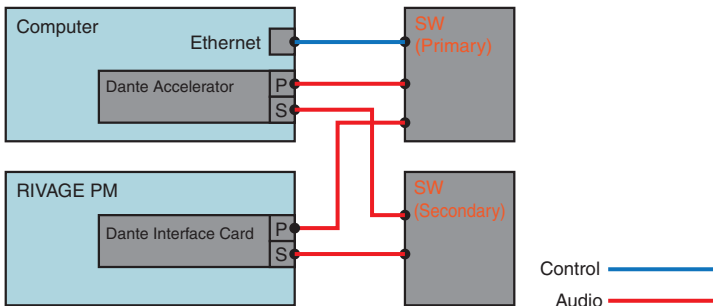 Computer
Ethernet
Dante Accelerator
P
S
SW
(Primary)
RIVAGE PM
Dante Interface Card
P
S
SW
(Secondary)
Control
Audio